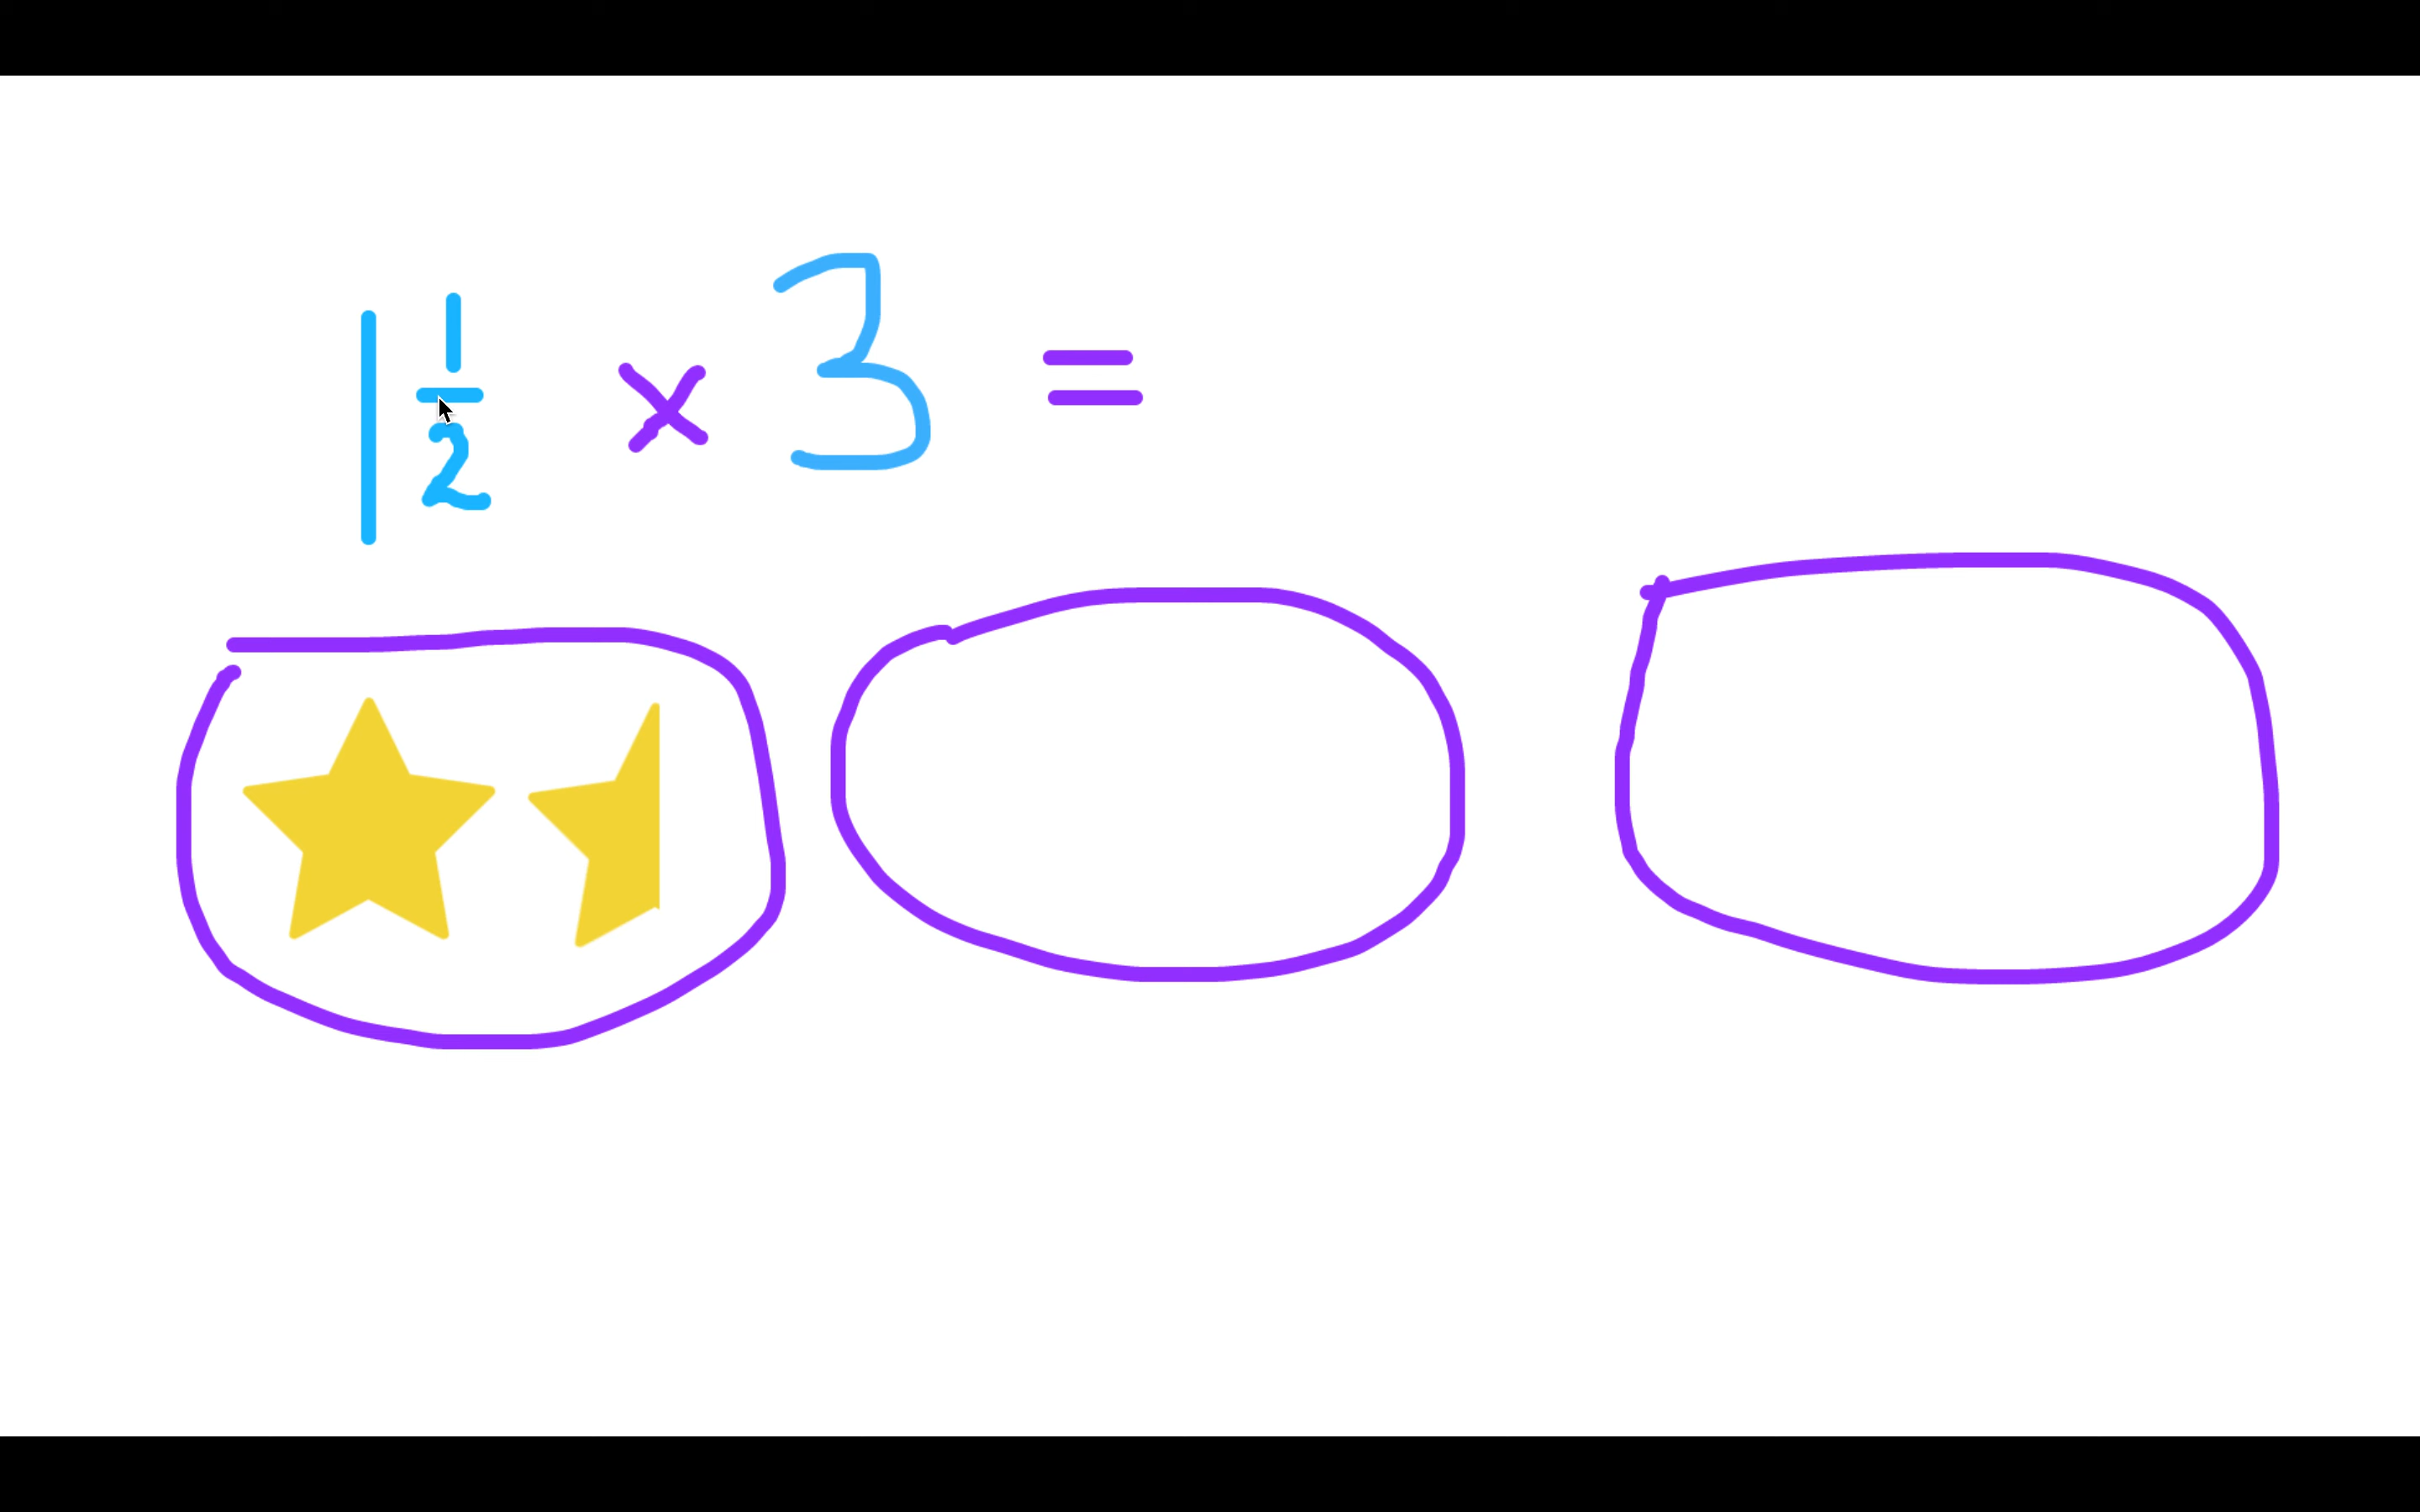 1 1/2 × 3 =